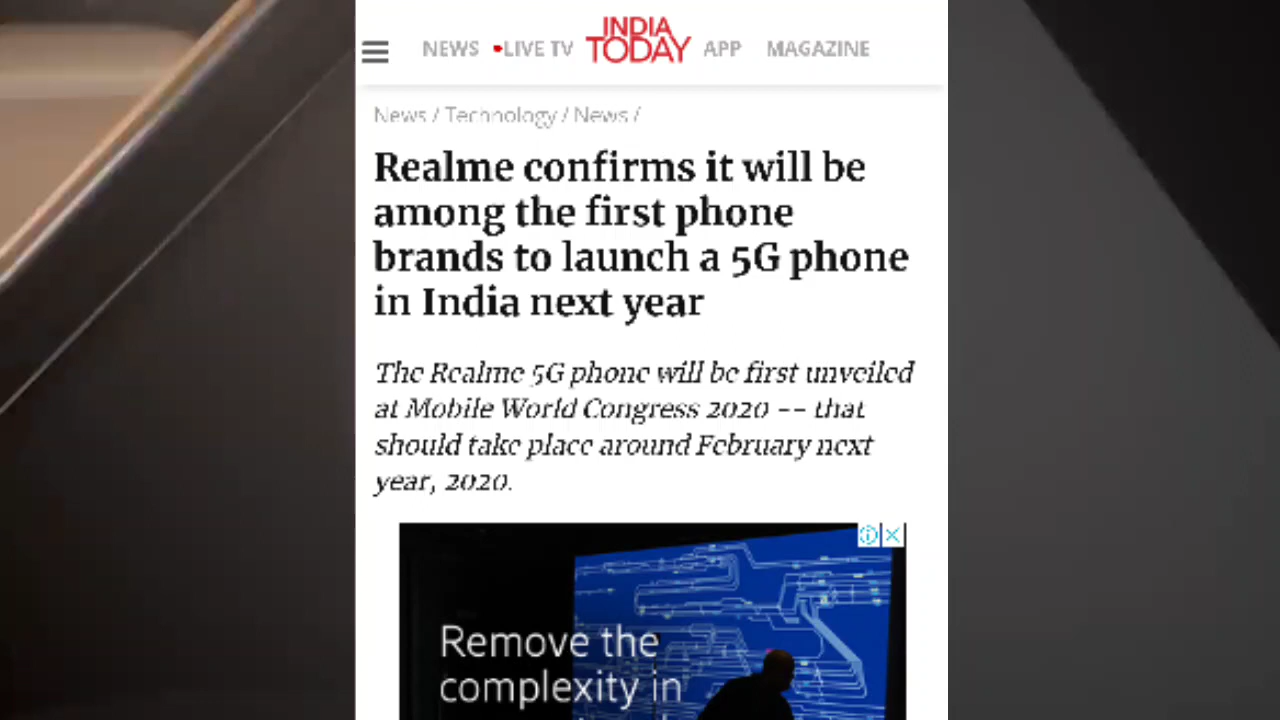 NEWS LIVE TV INDIA TODAY APP MAGAZINE
News / Technology / News /
Realme confirms it will be
among the first phone
brands to launch a 5G phone
in India next year
The Realme 5G phone will be first unveiled
at Mobile World Congress 2020 -- that
should take place around February next
year, 2020.
Remove the
complexity in